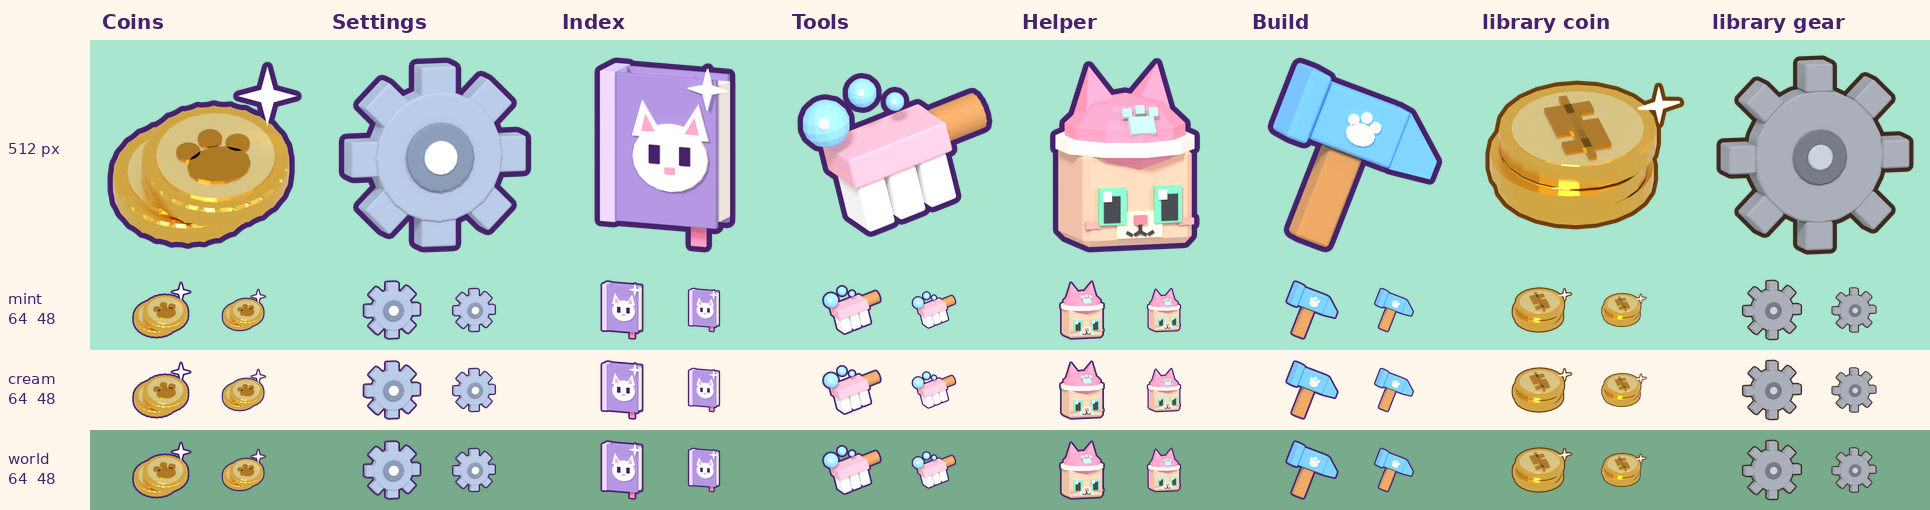 Coins Settings Index Tools Helper Build library coin library gear
512 px
mint
64 48
cream
64 48
world
64 48